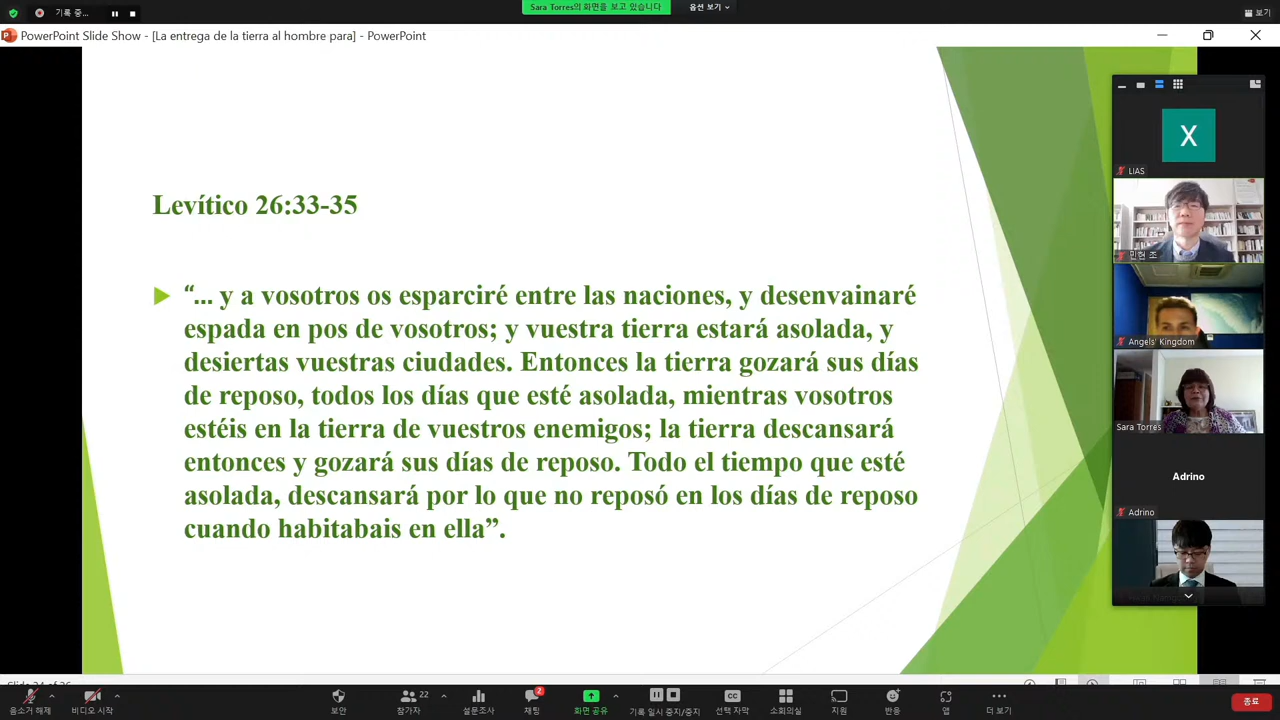 기록 중...
Sara Torres의 화면을 보고 있습니다
옵션 보기
보기
PowerPoint Slide Show - [La entrega de la tierra al hombre para] - PowerPoint
Levítico 26:33-35
“... y a vosotros os esparciré entre las naciones, y desenvainaré
espada en pos de vosotros; y vuestra tierra estará asolada, y
desiertas vuestras ciudades. Entonces la tierra gozará sus días
de reposo, todos los días que esté asolada, mientras vosotros
estéis en la tierra de vuestros enemigos; la tierra descansará
entonces y gozará sus días de reposo. Todo el tiempo que esté
asolada, descansará por lo que no reposó en los días de reposo
cuando habitabais en ella”.
X
LIAS
민현 조
Angels' Kingdom
Sara Torres
Adrino
Adrino
음소거 해제
비디오 시작
보안
22
참가자
설문조사
2
채팅
화면 공유
기록 일시 중지/중지
CC
선택 자막
소회의실
지원
반응
앱
더 보기
종료